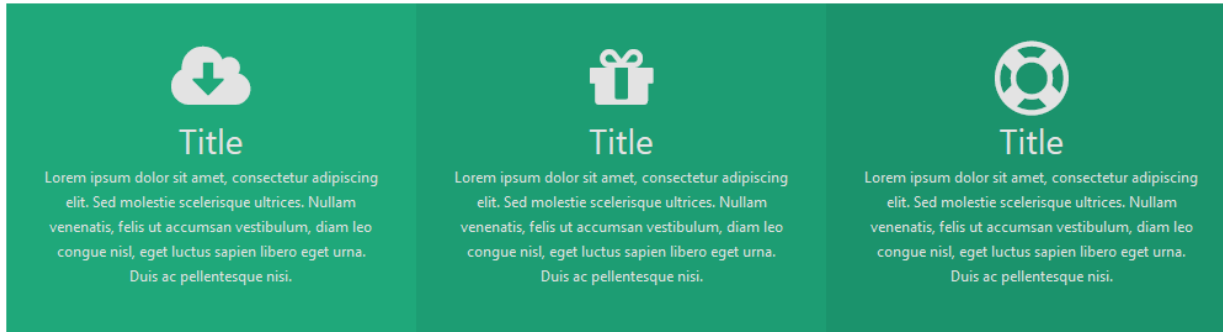 Title
Lorem ipsum dolor sit amet, consectetur adipiscing
elit. Sed molestie scelerisque ultrices. Nullam
venenatis, felis ut accumsan vestibulum, diam leo
congue nisl, eget luctus sapien libero eget urna.
Duis ac pellentesque nisi.
Title
Lorem ipsum dolor sit amet, consectetur adipiscing
elit. Sed molestie scelerisque ultrices. Nullam
venenatis, felis ut accumsan vestibulum, diam leo
congue nisl, eget luctus sapien libero eget urna.
Duis ac pellentesque nisi.
Title
Lorem ipsum dolor sit amet, consectetur adipiscing
elit. Sed molestie scelerisque ultrices. Nullam
venenatis, felis ut accumsan vestibulum, diam leo
congue nisl, eget luctus sapien libero eget urna.
Duis ac pellentesque nisi.